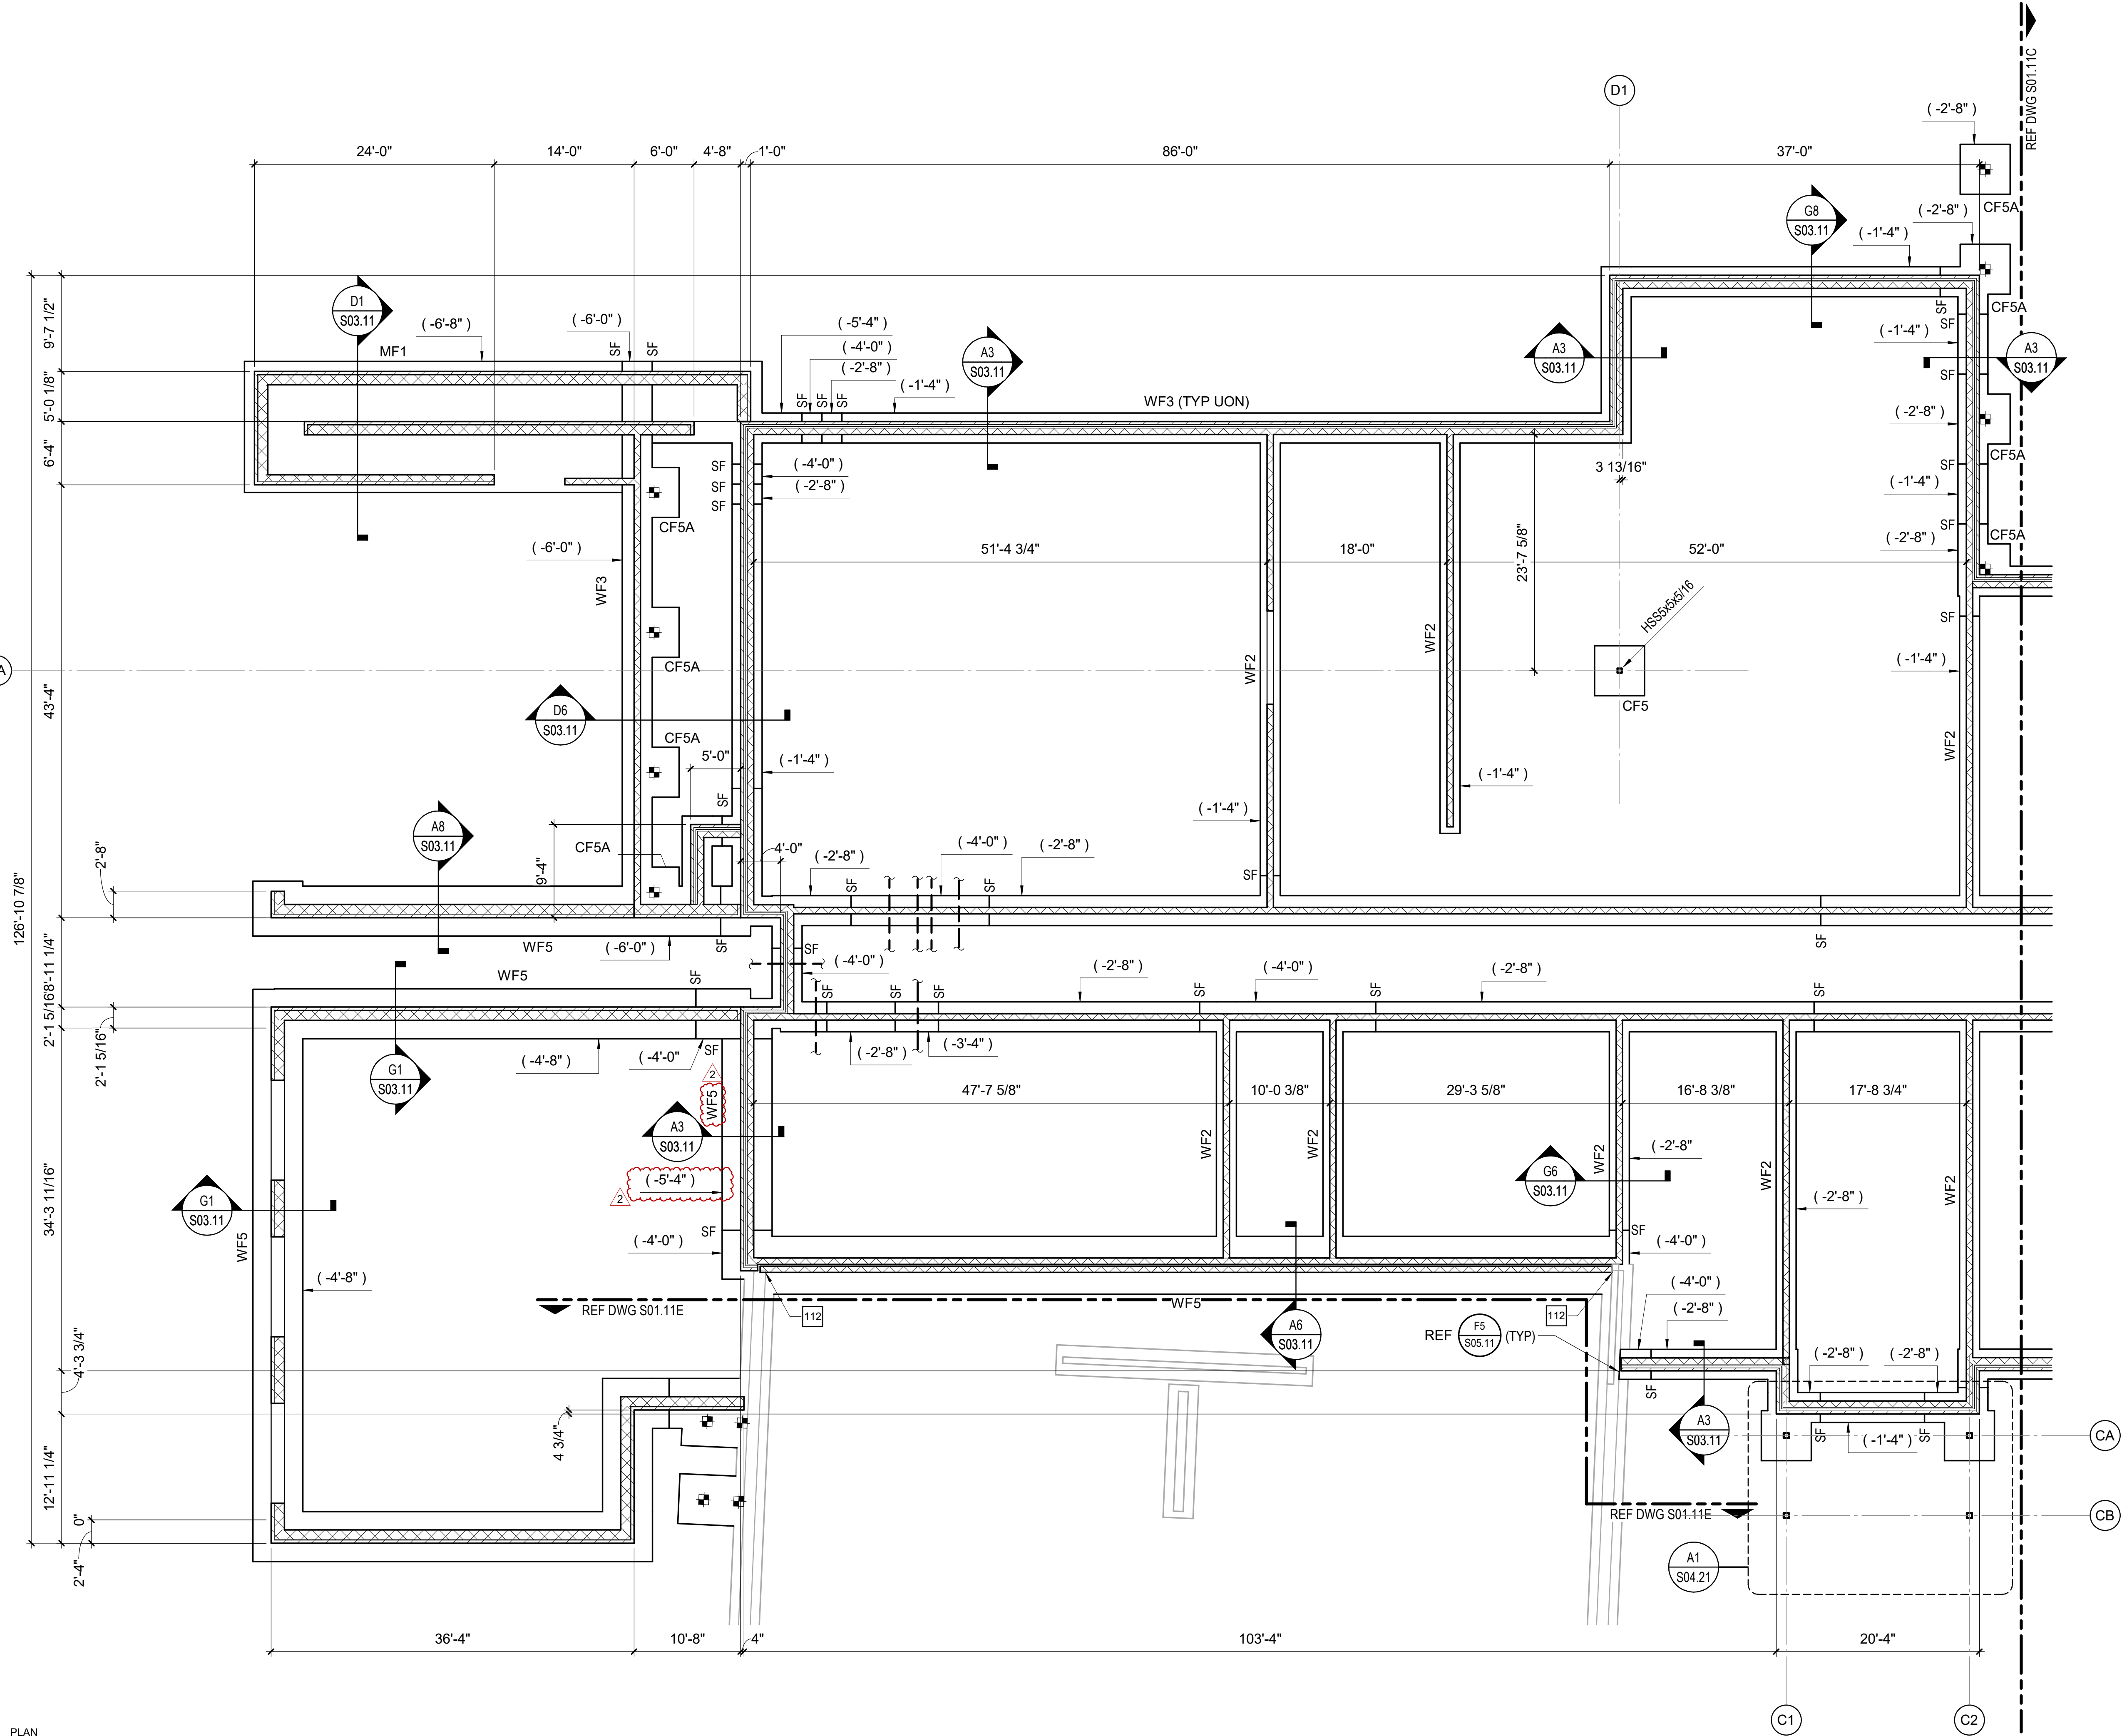 REF DWG S01.11C
D1
( -2'-8" )
24'-0"
14'-0"
6'-0"
4'-8"
1'-0"
86'-0"
37'-0"
CF5A
G8
S03.11
( -2'-8" )
( -1'-4" )
D1
S03.11
( -6'-8" )
( -6'-0" )
MF1
SF
SF
( -5'-4" )
( -4'-0" )
( -2'-8" )
( -1'-4" )
A3
S03.11
A3
S03.11
SF
SF
( -1'-4" )
CF5A
A3
S03.11
9'-7 1/2"
5'-0 1/8"
6'-4"
SF
SF
SF
WF3 (TYP UON)
SF
( -2'-8" )
CF5A
SF
SF
SF
( -4'-0" )
( -2'-8" )
3 13/16"
SF
( -1'-4" )
CF5A
( -6'-0" )
WF3
51'-4 3/4"
18'-0"
23'-7 5/8"
52'-0"
SF
( -2'-8" )
CF5A
HSS5x5x5/16
WF2
WF2
SF
A
CF5A
( -1'-4" )
43'-4"
D6
S03.11
CF5A
CF5
5'-0"
( -1'-4" )
( -1'-4" )
WF2
SF
( -1'-4" )
A8
S03.11
2'-8"
9'-4"
CF5A
4'-0"
( -2'-8" )
( -4'-0" )
( -2'-8" )
SF
SF
SF
126'-10 7/8"
8'-11 1/4"
WF5
( -6'-0" )
SF
SF
( -4'-0" )
SF
WF5
SF
( -2'-8" )
( -4'-0" )
( -2'-8" )
SF
SF
SF
SF
SF
SF
2'-1 5/16"
2'-1 5/16"
G1
S03.11
( -4'-8" )
( -4'-0"
SF
( -2'-8" )
( -3'-4" )
2
WF5
47'-7 5/8"
10'-0 3/8"
29'-3 5/8"
16'-8 3/8"
17'-8 3/4"
A3
S03.11
WF2
WF2
WF2
( -2'-8"
WF2
WF2
( -5'-4" )
2
G6
S03.11
( -2'-8" )
34'-3 11/16"
G1
S03.11
WF5
SF
( -4'-0" )
SF
( -4'-0" )
( -4'-8" )
( -4'-0" )
( -2'-8" )
REF DWG S01.11E
112
WF5
112
A6
S03.11
REF
F5
S05.11
(TYP)
( -2'-8" )
( -2'-8" )
4'-3 3/4"
SF
4 3/4"
A3
S03.11
SF
( -1'-4" )
SF
CA
12'-11 1/4"
0"
2'-4"
REF DWG S01.11E
CB
A1
S04.21
36'-4"
10'-8"
4"
103'-4"
20'-4"
C1
C2
PLAN